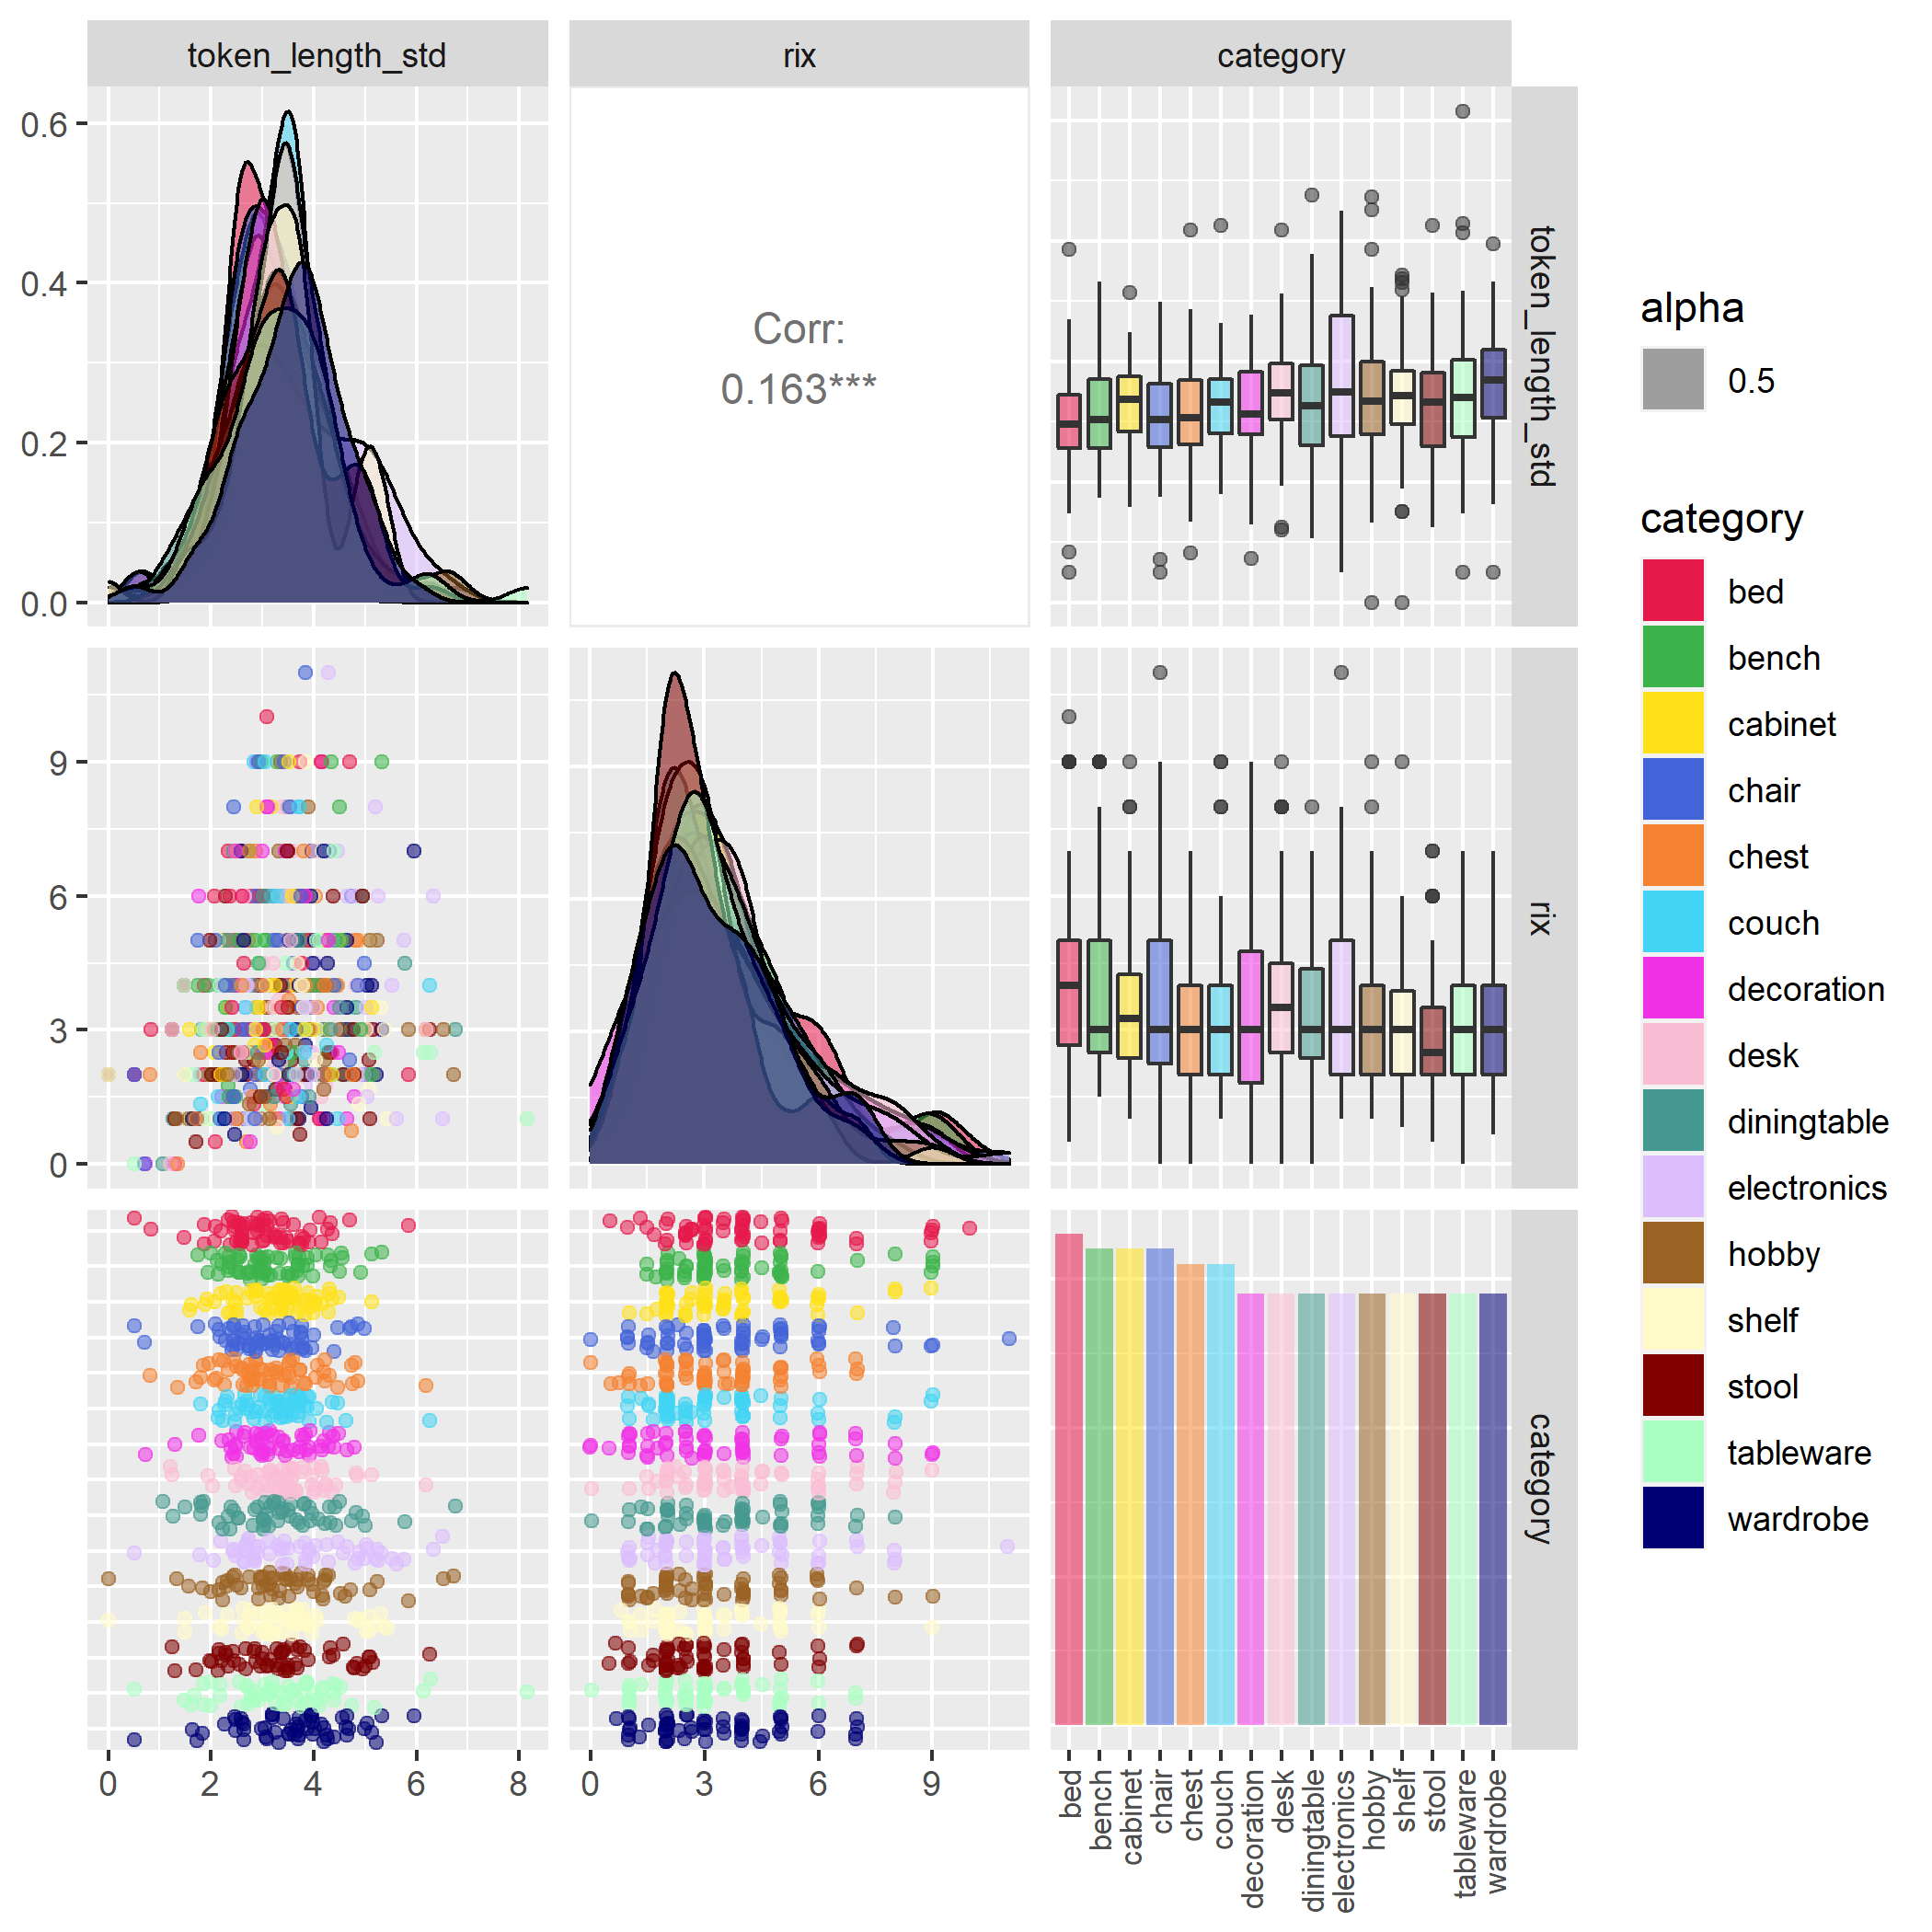 token_length_std
rix
category
0.6
0.4
0.2
0.0
Corr:
0.163***
token_length_std
9
6
3
0
rix
category
0
2
4
6
8
0
3
6
9
bed
bench
cabinet
chair
chest
couch
decoration
desk
diningtable
electronics
hobby
shelf
stool
tableware
wardrobe
alpha
0.5
category
bed
bench
cabinet
chair
chest
couch
decoration
desk
diningtable
electronics
hobby
shelf
stool
tableware
wardrobe